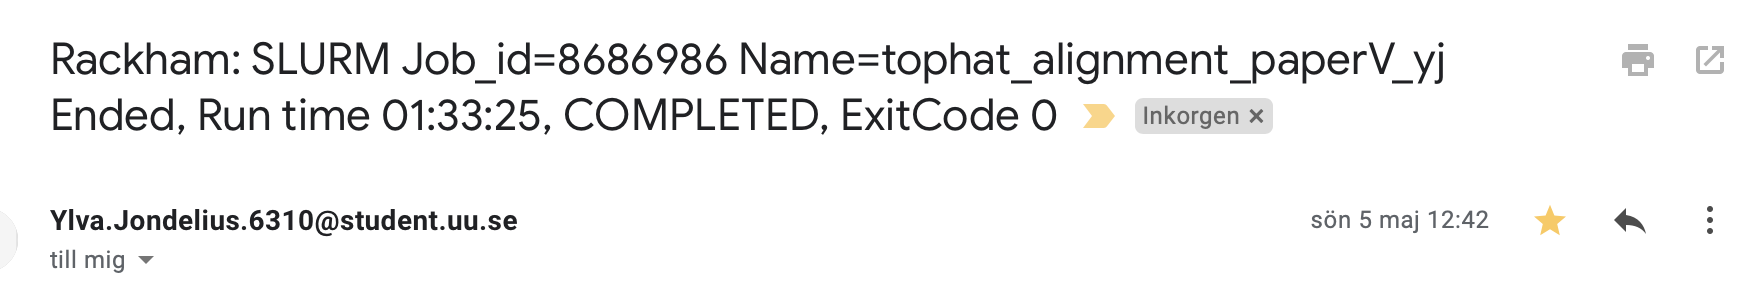 Rackham: SLURM Job_id=8686986 Name=tophat_alignment_paperV_yj
Ended, Run time 01:33:25, COMPLETED, ExitCode 0 Inkorgen ×
Ylva.Jondelius.6310@student.uu.se sön 5 maj 12:42
till mig